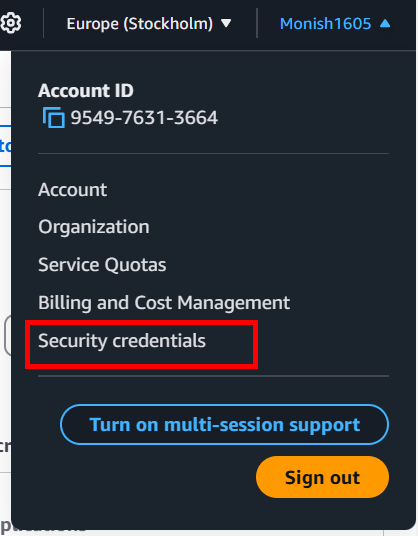 Europe (Stockholm) ▼
Monish1605 ▲
Account ID
9549-7631-3664
Account
Organization
Service Quotas
Billing and Cost Management
Security credentials
Turn on multi-session support
Sign out